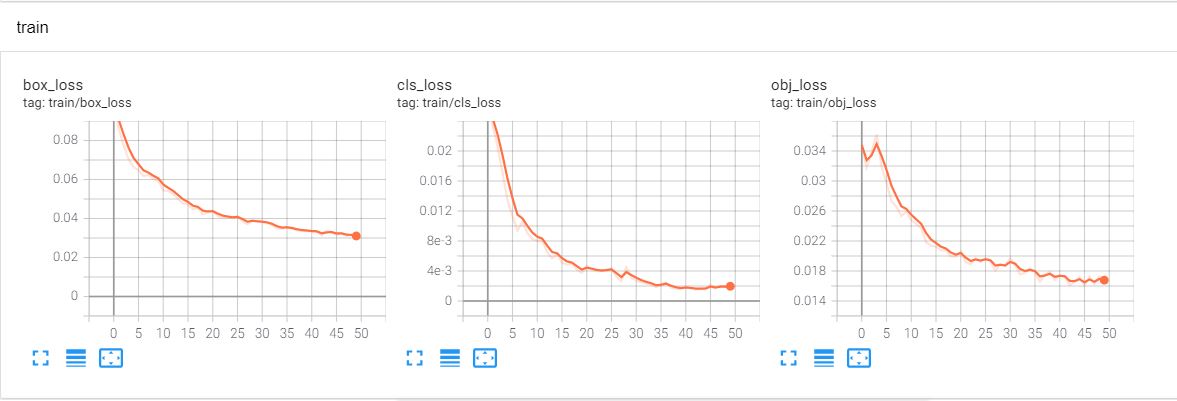 train
box_loss
tag: train/box_loss
0.08
0.06
0.04
0.02
0
0 5 10 15 20 25 30 35 40 45 50
cls_loss
tag: train/cls_loss
0.02
0.016
0.012
8e-3
4e-3
0
0 5 10 15 20 25 30 35 40 45 50
obj_loss
tag: train/obj_loss
0.034
0.03
0.026
0.022
0.018
0.014
0 5 10 15 20 25 30 35 40 45 50